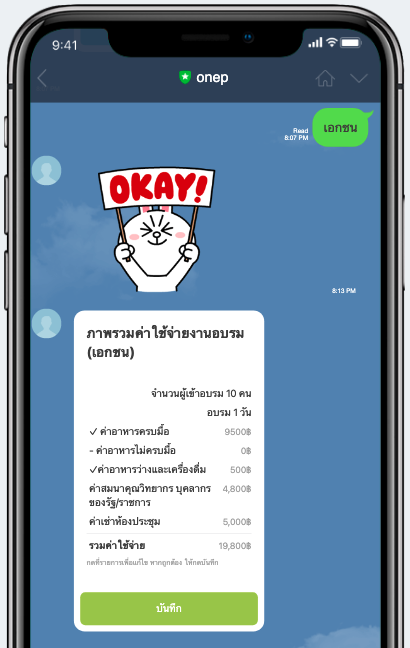 9:41
onep
เอกชน
Read
8:07 PM
OKAY!
8:13 PM
ภาพรวมค่าใช้จ่ายงานอบรม
(เอกชน)
จำนวนผู้เข้าอบรม 10 คน
อบรม 1 วัน
✓ ค่าอาหารครบมื้อ 9500฿
- ค่าอาหารไม่ครบมื้อ 0฿
✓ค่าอาหารว่างและเครื่องดื่ม 500฿
ค่าสมนาคุณวิทยากร บุคลากร 4,800฿
ของรัฐ/ราชการ
ค่าเช่าห้องประชุม 5,000฿
รวมค่าใช้จ่าย 19,800฿
กดที่รายการเพื่อแก้ไข หากถูกต้อง ให้กดบันทึก
บันทึก